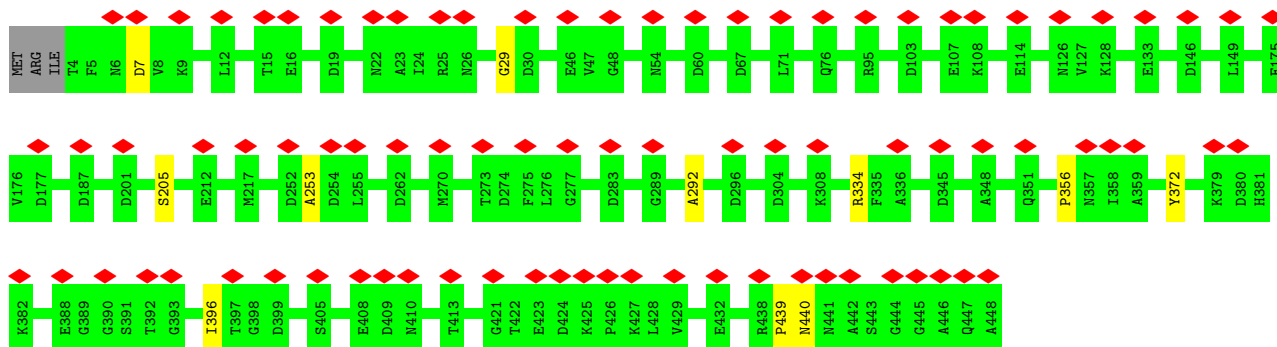 MET ARG ILE T4 F5 N6 D7 V8 K9 L12 T15 E16 D19 N22 A23 I24 R25 N26 G29 D30 E46 V47 G48 N54 D60 D67 L71 Q76 R95 D103 E107 K108 E114 N126 V127 K128 E133 D146 L149 E175
V176 D177 D187 D201 S205 E212 M217 D252 A253 D254 L255 D262 M270 T273 D274 F275 L276 G277 D283 G289 A292 D296 D304 K308 R334 F335 A336 D345 A348 Q351 P356 N357 I358 A359 Y372 K379 D380 H381
K382 E388 G389 G390 S391 T392 G393 I396 T397 G398 D399 S405 E408 D409 N410 T413 G421 T422 E423 D424 K425 P426 K427 L428 V429 E432 R438 P439 N440 N441 A442 S443 G444 G445 A446 Q447 A448